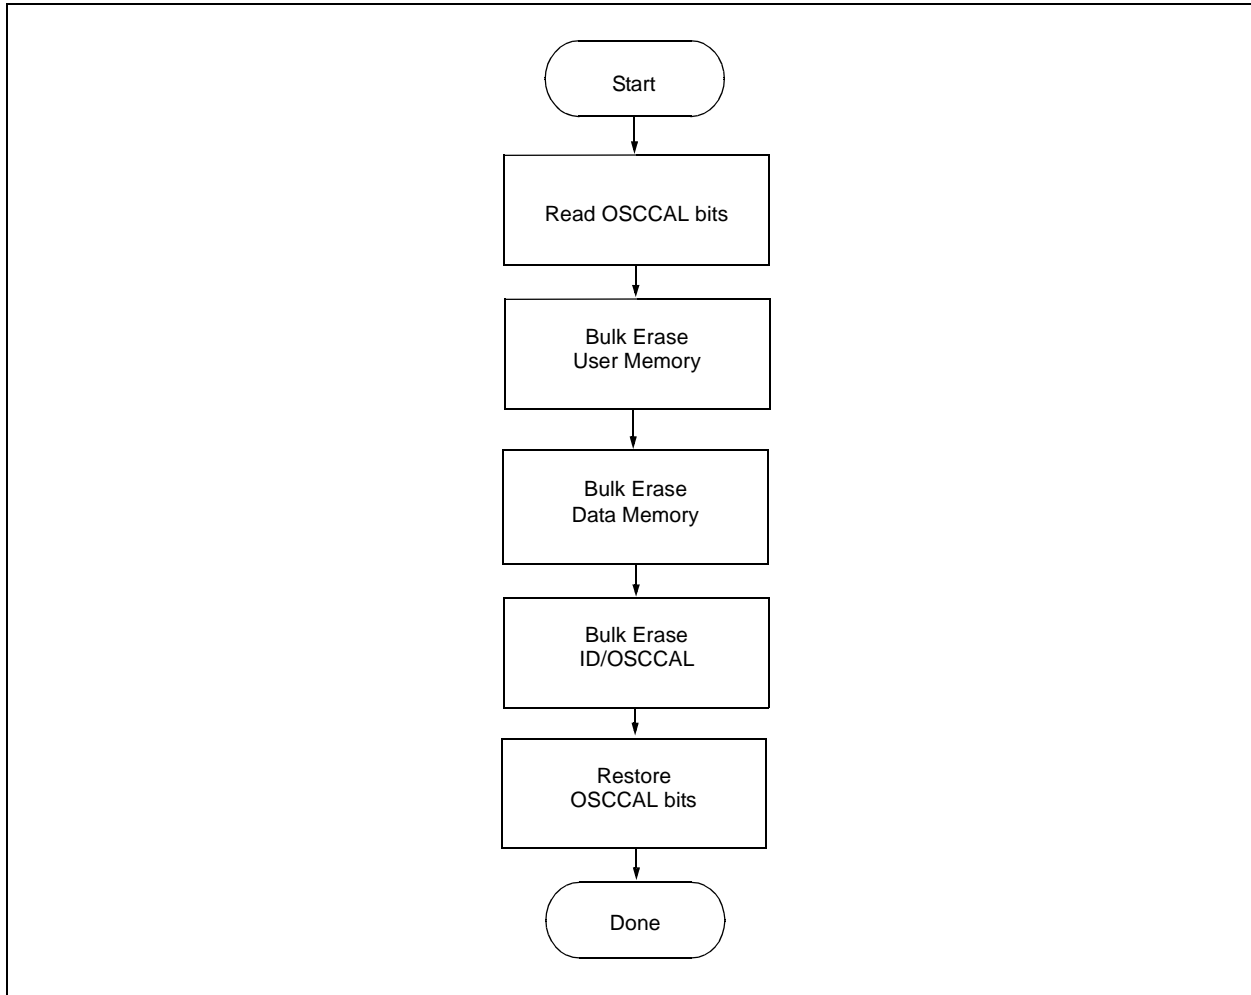 Start
Read OSCCAL bits
Bulk Erase
User Memory
Bulk Erase
Data Memory
Bulk Erase
ID/OSCCAL
Restore
OSCCAL bits
Done